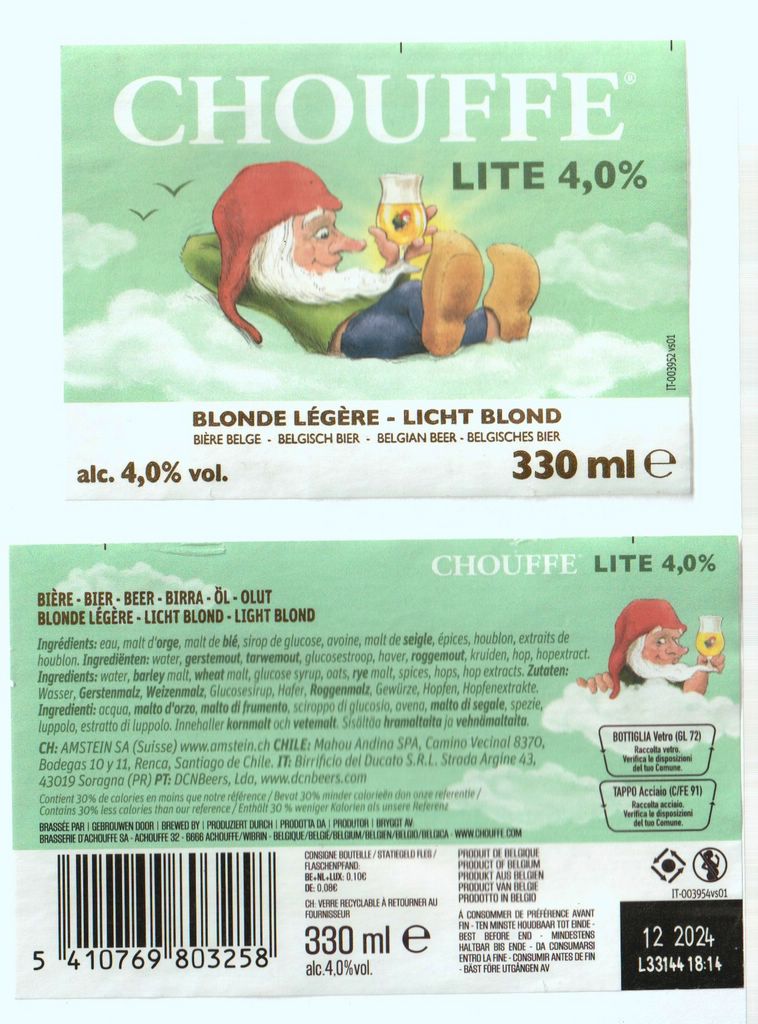 CHOUFFE®
LITE 4,0%
IT-003952 vs01
BLONDE LÉGÈRE - LICHT BLOND
BIÈRE BELGE - BELGISCH BIER - BELGIAN BEER - BELGISCHES BIER
alc. 4,0% vol.
330 ml e
CHOUFFE LITE 4,0%
BIÈRE - BIER - BEER - BIRRA - ÖL - OLUT
BLONDE LÉGÈRE - LICHT BLOND - LIGHT BLOND
Ingrédients: eau, malt d'orge, malt de blé, sirop de glucose, avoine, malt de seigle, épices, houblon, extraits de
houblon. Ingrediënten: water, gerstemout, tarwemout, glucosestroop, haver, roggemout, kruiden, hop, hopextract.
Ingredients: water, barley malt, wheat malt, glucose syrup, oats, rye malt, spices, hops, hop extracts. Zutaten:
Wasser, Gerstenmalz, Weizenmalz, Glucosesirup, Hafer, Roggenmalz, Gewürze, Hopfen, Hopfenextrakte.
Ingredienti: acqua, malto d'orzo, malto di frumento, sciroppo di glucosio, avena, malto di segale, spezie,
luppolo, estratto di luppolo. Innehaller kornmalt och vetemalt. Sisältöa hramaltaita ja vehnämaltaita.
CH: AMSTEIN SA (Suisse) www.amstein.ch CHILE: Mahou Andina SPA, Camino Vecinal 8370,
Bodegas 10 y 11, Renca, Santiago de Chile. IT: Birrificio del Ducato S.R.L. Strada Argine 43,
43019 Soragna (PR) PT: DCNBeers, Lda, www.dcnbeers.com
Contient 30% de calories en moins que notre référence / Bevat 30% minder calorieën dan onze referentie /
Contains 30% less calories than our reference / Enthält 30 % weniger Kalorien als unsere Referenz
BRASSÉE PAR | GEBROUWEN DOOR | BREWED BY | PRODUZIERT DURCH | PRODOTTA DA | PRODUTOR | BRYGGT AV
BRASSERIE D'ACHOUFFE SA - ACHOUFFE 32 - 6666 ACHOUFFE/WIBRIN - BELGIQUE/BELGIË/BELGIUM/BELGIEN/BELGIO/BELGICA - WWW.CHOUFFE.COM
BOTTIGLIA Vetro (GL 72)
Raccolta vetro.
Verifica le disposizioni
del tuo Comune.
TAPPO Acciaio (C/FE 91)
Raccolta acciaio.
Verifica le disposizioni
del tuo Comune.
5 410769 803258
CONSIGNE BOUTEILLE / STATIEGELD FLES /
FLASCHENPFAND:
BE+NL+LUX: 0,10€
DE: 0,08€
CH: VERRE RECYCLABLE À RETOURNER AU
FOURNISSEUR
330 ml e
alc.4,0%vol.
PRODUIT DE BELGIQUE
PRODUCT OF BELGIUM
PRODUKT AUS BELGIEN
PRODUCT VAN BELGIE
PRODOTTO IN BELGIO
A CONSOMMER DE PRÉFÉRENCE AVANT
FIN - TEN MINSTE HOUDBAAR TOT EINDE -
BEST BEFORE END - MINDESTENS
HALTBAR BIS ENDE - DA CONSUMARSI
ENTRO LA FINE - CONSUMIR ANTES DE FIN
- BÄST FÖRE UTGÅNGEN AV
IT-003954vs01
12 2024
L33144 18:14